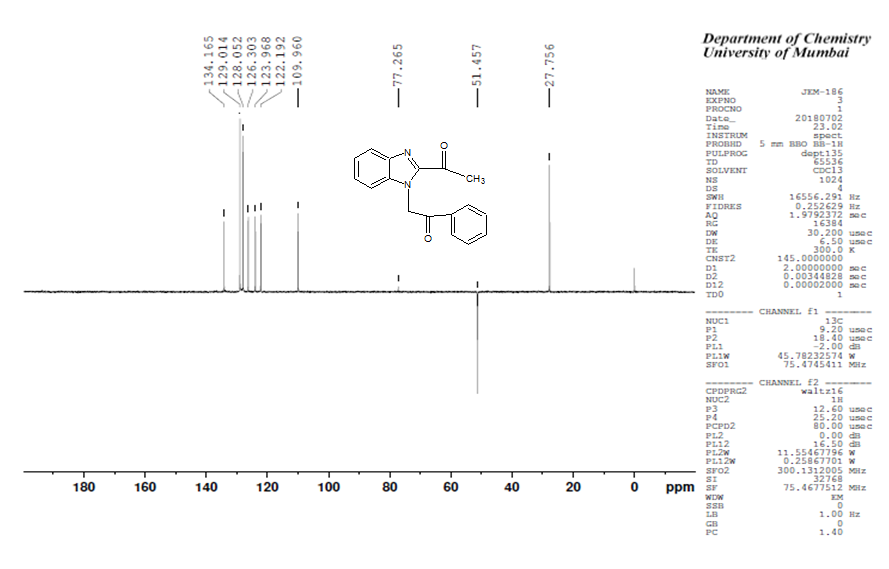 134.165
129.014
128.052
126.303
123.968
122.192
109.960
77.265
51.457
27.756
N
N
O
CH3
O
180 160 140 120 100 80 60 40 20 0 ppm
Department of Chemistry
University of Mumbai
NAME JKM-186
EXPNO 3
PROCNO 1
Date_ 20180702
Time 23.02
INSTRUM spect
PROBHD 5 mm BBO BB-1H
PULPROG dept135
TD 65536
SOLVENT CDCl3
NS 1024
DS 4
SWH 16556.291 Hz
FIDRES 0.252629 Hz
AQ 1.9792372 sec
RG 16384
DW 30.200 usec
DE 6.50 usec
TE 300.0 K
CNST2 145.0000000
D1 2.00000000 sec
D2 0.00344828 sec
D12 0.00002000 sec
TD0 1
======== CHANNEL f1 ========
NUC1 13C
P1 9.20 usec
P2 18.40 usec
PL1 -2.00 dB
PL1W 45.78232574 W
SFO1 75.4745411 MHz
======== CHANNEL f2 ========
CPDPRG2 waltz16
NUC2 1H
P3 12.60 usec
P4 25.20 usec
PCPD2 80.00 usec
PL2 0.00 dB
PL12 16.50 dB
PL2W 11.55467796 W
PL12W 0.25867701 W
SFO2 300.1312005 MHz
SI 32768
SF 75.4677512 MHz
WDW EM
SSB 0
LB 1.00 Hz
GB 0
PC 1.40